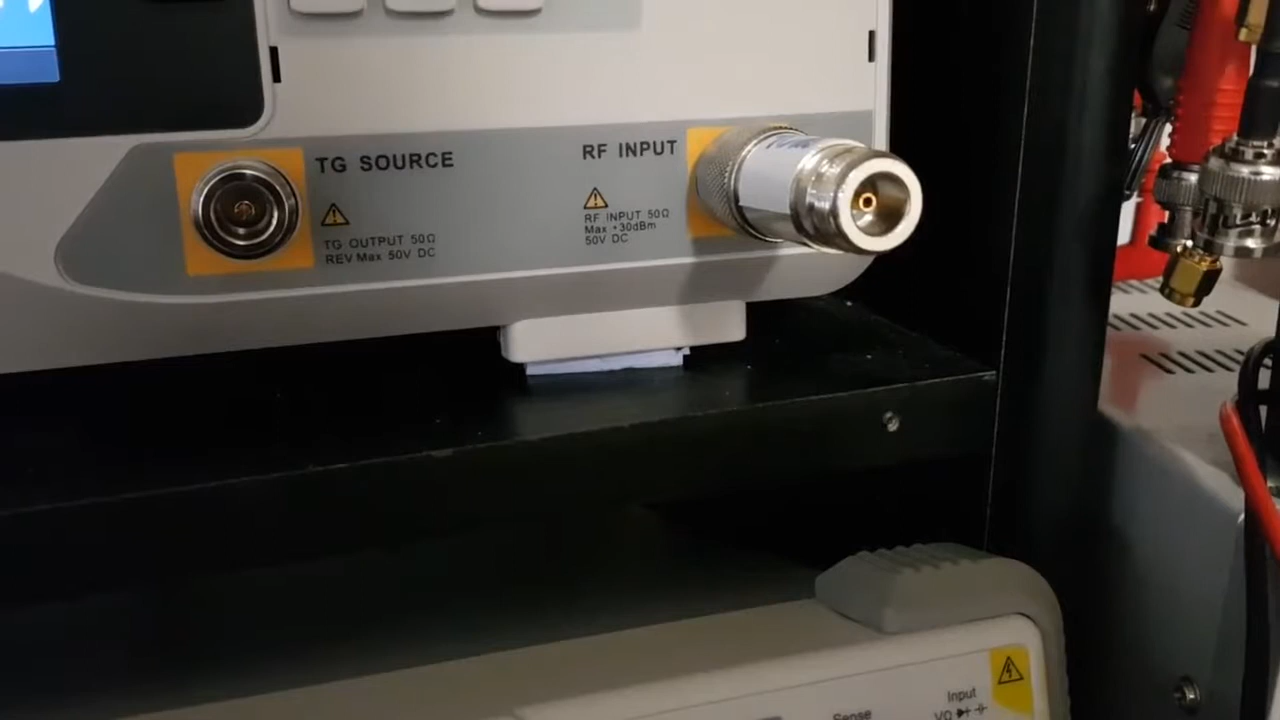 TG SOURCE
TG OUTPUT 50Ω
REV Max 50V DC
RF INPUT
RF INPUT 50Ω
Max +30dBm
50V DC
Input
Sense
VΩ